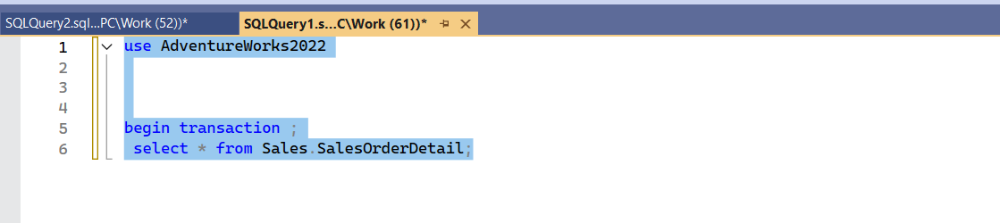 SQLQuery2.sql...PC\Work (52))*
SQLQuery1.s...C\Work (61))*
1 use AdventureWorks2022
2
3
4
5 begin transaction ;
6 select * from Sales.SalesOrderDetail;